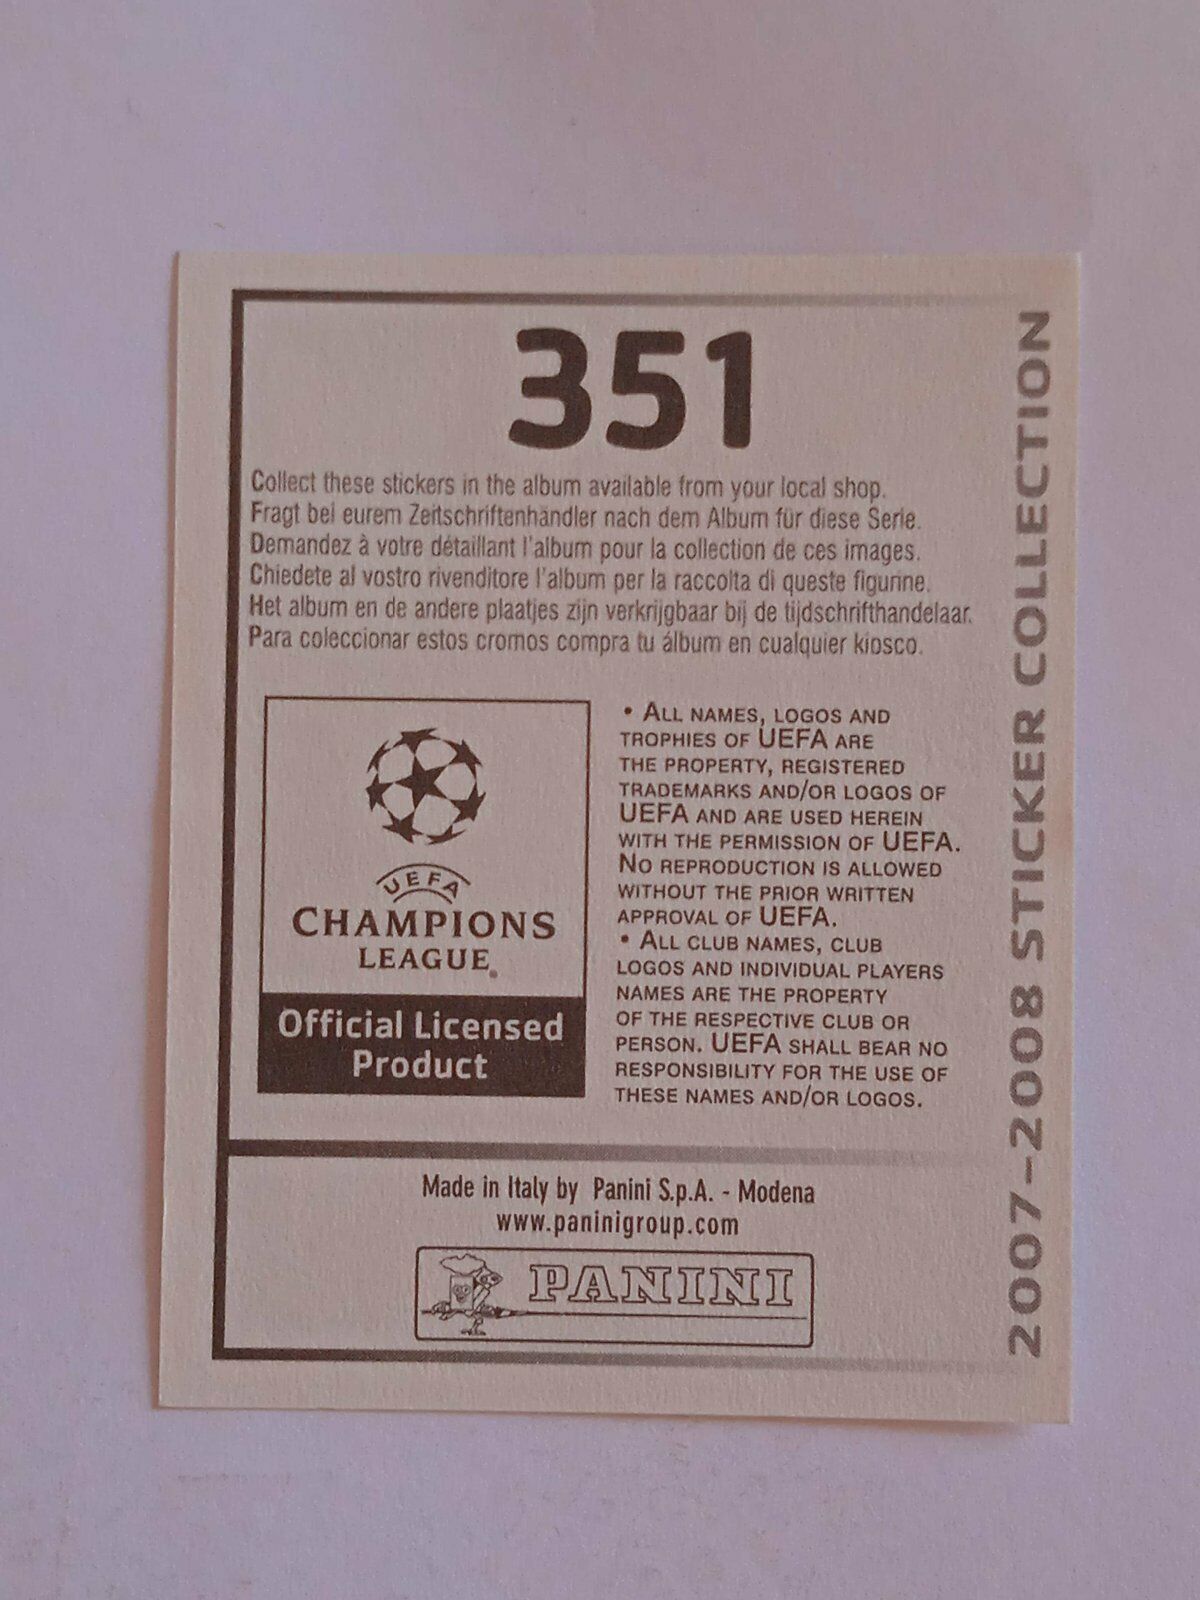 351
Collect these stickers in the album available from your local shop.
Fragt bei eurem Zeitschriftenhändler nach dem Album für diese Serie.
Demandez à votre détaillant l'album pour la collection de ces images.
Chiedete al vostro rivenditore l'album per la raccolta di queste figurine.
Het album en de andere plaatjes zijn verkrijgbaar bij de tijdschrifthandelaar.
Para coleccionar estos cromos compra tu álbum en cualquier kiosco.
UEFA
CHAMPIONS
LEAGUE®
Official Licensed
Product
• ALL NAMES, LOGOS AND
TROPHIES OF UEFA ARE
THE PROPERTY, REGISTERED
TRADEMARKS AND/OR LOGOS OF
UEFA AND ARE USED HEREIN
WITH THE PERMISSION OF UEFA.
NO REPRODUCTION IS ALLOWED
WITHOUT THE PRIOR WRITTEN
APPROVAL OF UEFA.
• ALL CLUB NAMES, CLUB
LOGOS AND INDIVIDUAL PLAYERS
NAMES ARE THE PROPERTY
OF THE RESPECTIVE CLUB OR
PERSON. UEFA SHALL BEAR NO
RESPONSIBILITY FOR THE USE OF
THESE NAMES AND/OR LOGOS.
Made in Italy by Panini S.p.A. - Modena
www.paninigroup.com
PANINI
2007-2008 STICKER COLLECTION